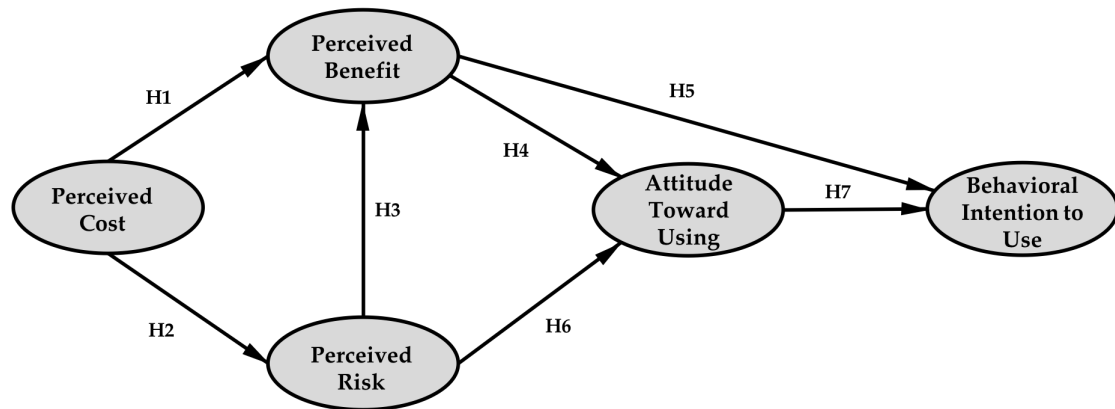 Perceived
Benefit
H1
H5
H4
Perceived
Cost
H3
Attitude
Toward
Using
H7
Behavioral
Intention to
Use
H2
H6
Perceived
Risk